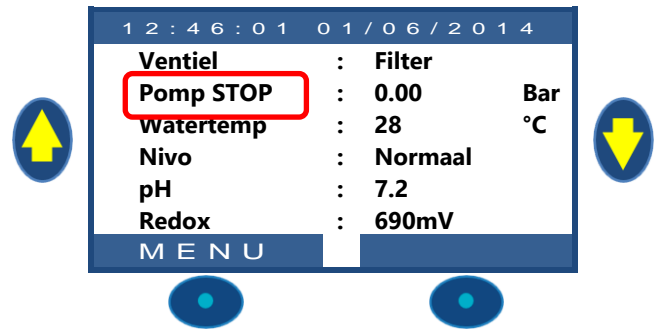 12:46:01 01/06/2014
Ventiel : Filter
Pomp STOP : 0.00 Bar
Watertemp : 28 °C
Nivo : Normaal
pH : 7.2
Redox : 690mV
MENU